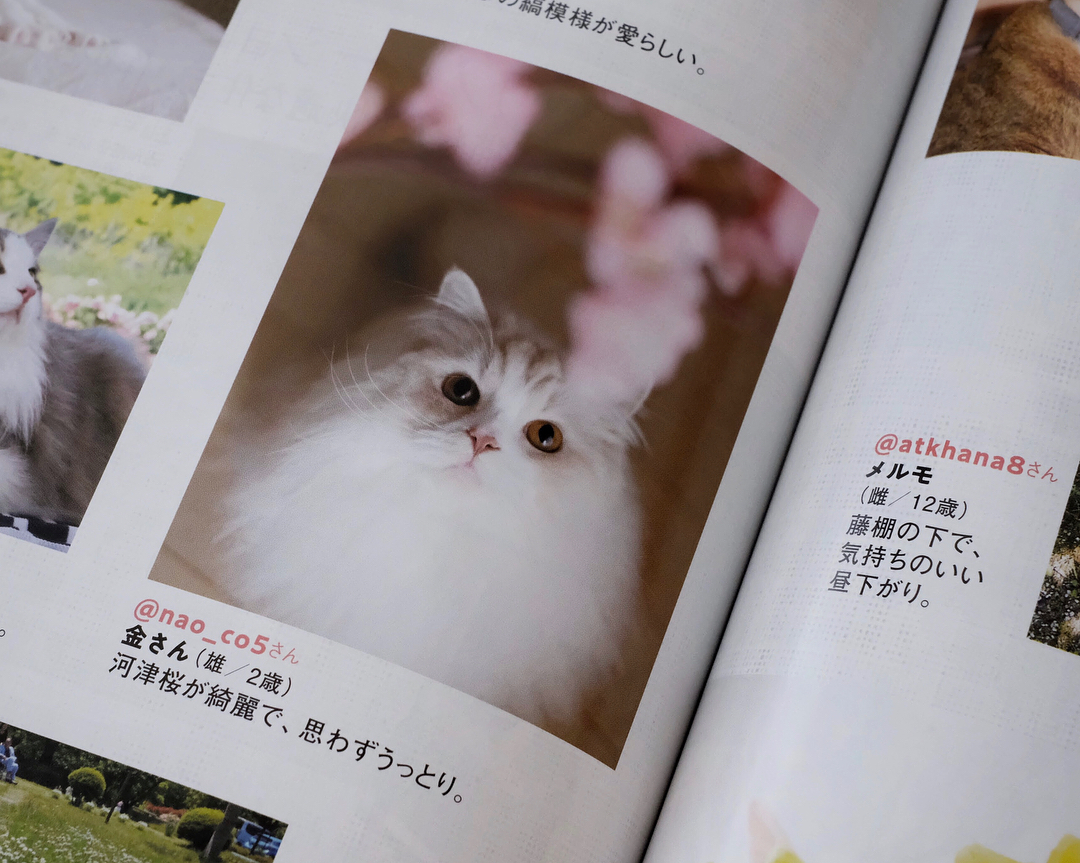 の縞模様が愛らしい。
@nao_co5さん
金さん（雄／2歳）
河津桜が綺麗で、思わずうっとり。
@atkhana8さん
メルモ
（雌／12歳）
藤棚の下で、
気持ちのいい
昼下がり。